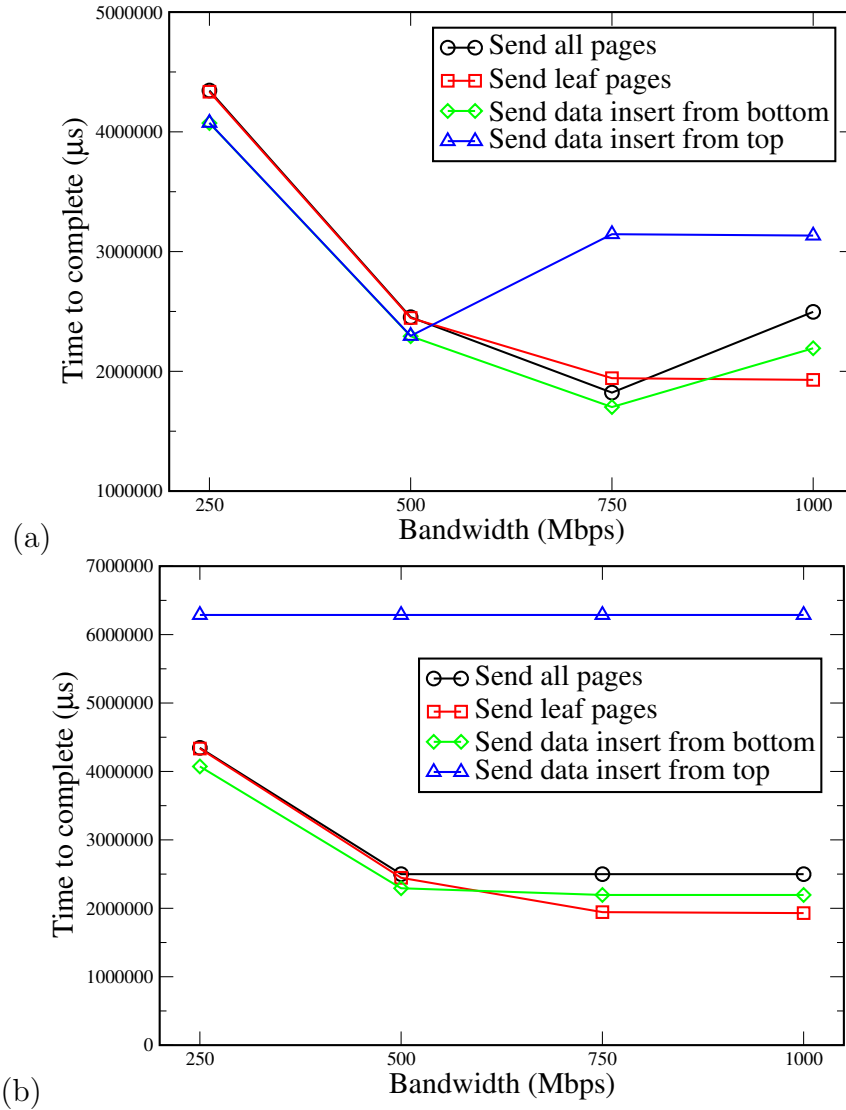 5000000
4000000
3000000
2000000
1000000
Time to complete (µs)
Send all pages
Send leaf pages
Send data insert from bottom
Send data insert from top
250 500 750 1000
Bandwidth (Mbps)
(a)
7000000
6000000
5000000
4000000
3000000
2000000
1000000
0
Time to complete (µs)
Send all pages
Send leaf pages
Send data insert from bottom
Send data insert from top
250 500 750 1000
Bandwidth (Mbps)
(b)